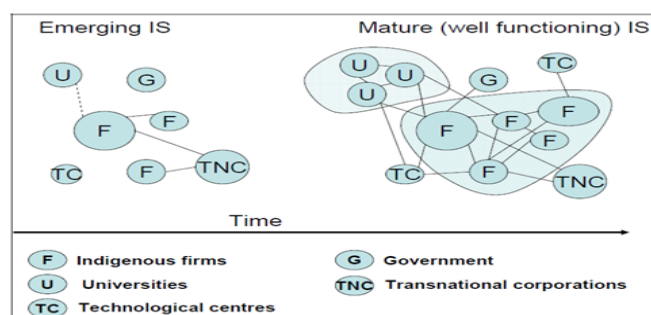 Emerging IS Mature (well functioning) IS
U G U U G TC
U
F F F F F
F
TC F TNC TC F TNC
Time
F Indigenous firms G Government
U Universities TNC Transnational corporations
TC Technological centres